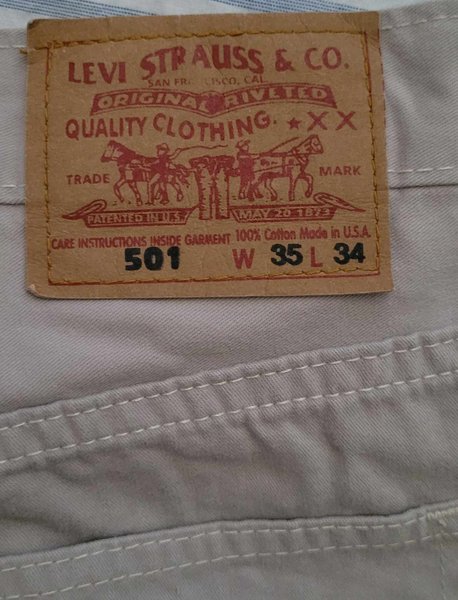 LEVI STRAUSS & CO.
SAN FRANCISCO, CAL.
ORIGINAL RIVETED
QUALITY CLOTHING. ★XX
TRADE MARK
PATENTED IN U.S. MAY 20 1873
CARE INSTRUCTIONS INSIDE GARMENT 100% Cotton Made in U.S.A.
501 W 35 L 34